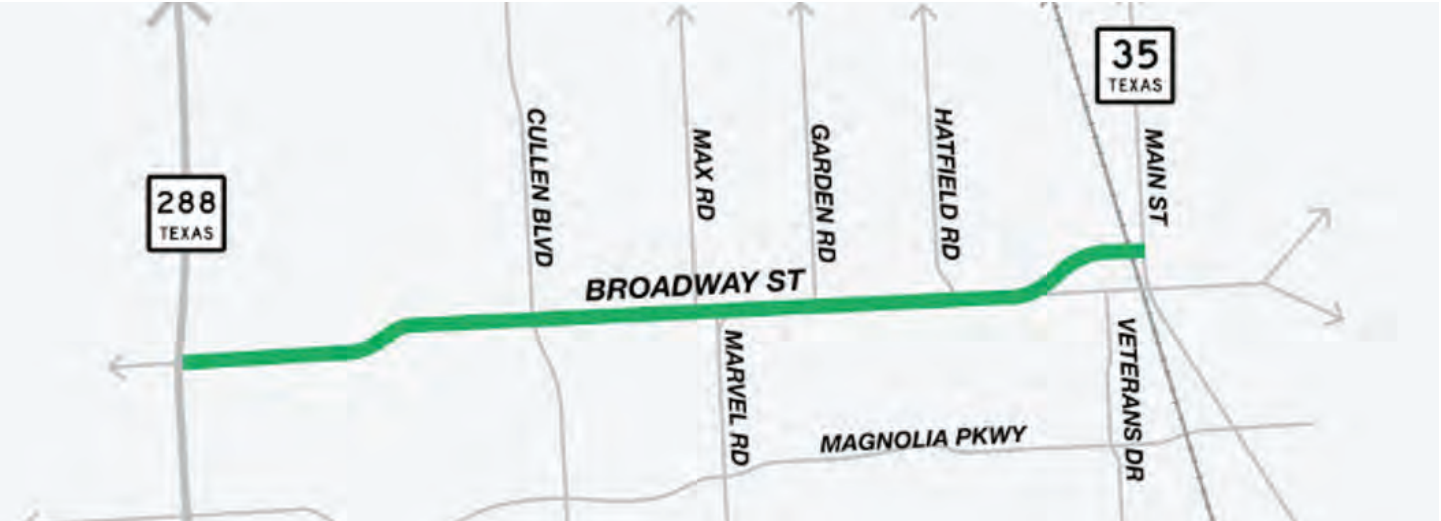 35
TEXAS
288
TEXAS
CULLEN BLVD
MAX RD
GARDEN RD
HATFIELD RD
MAIN ST
BROADWAY ST
MARVEL RD
VETERANS DR
MAGNOLIA PKWY